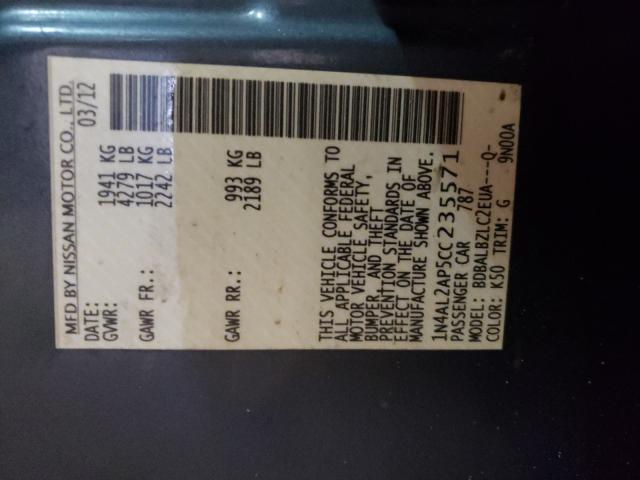 MFD BY NISSAN MOTOR CO., LTD.
DATE: 03/12
GVWR: 1941 KG
4279 LB
GAWR FR.: 1017 KG
2242 LB
GAWR RR.: 993 KG
2189 LB
THIS VEHICLE CONFORMS TO
ALL APPLICABLE FEDERAL
MOTOR VEHICLE SAFETY,
BUMPER, AND THEFT
PREVENTION STANDARDS IN
EFFECT ON THE DATE OF
MANUFACTURE SHOWN ABOVE.
1N4AL2AP5CC235571
PASSENGER CAR 787
MODEL: BDBALBZLC2EUA---Q-
COLOR: K50 TRIM: G 9N00A